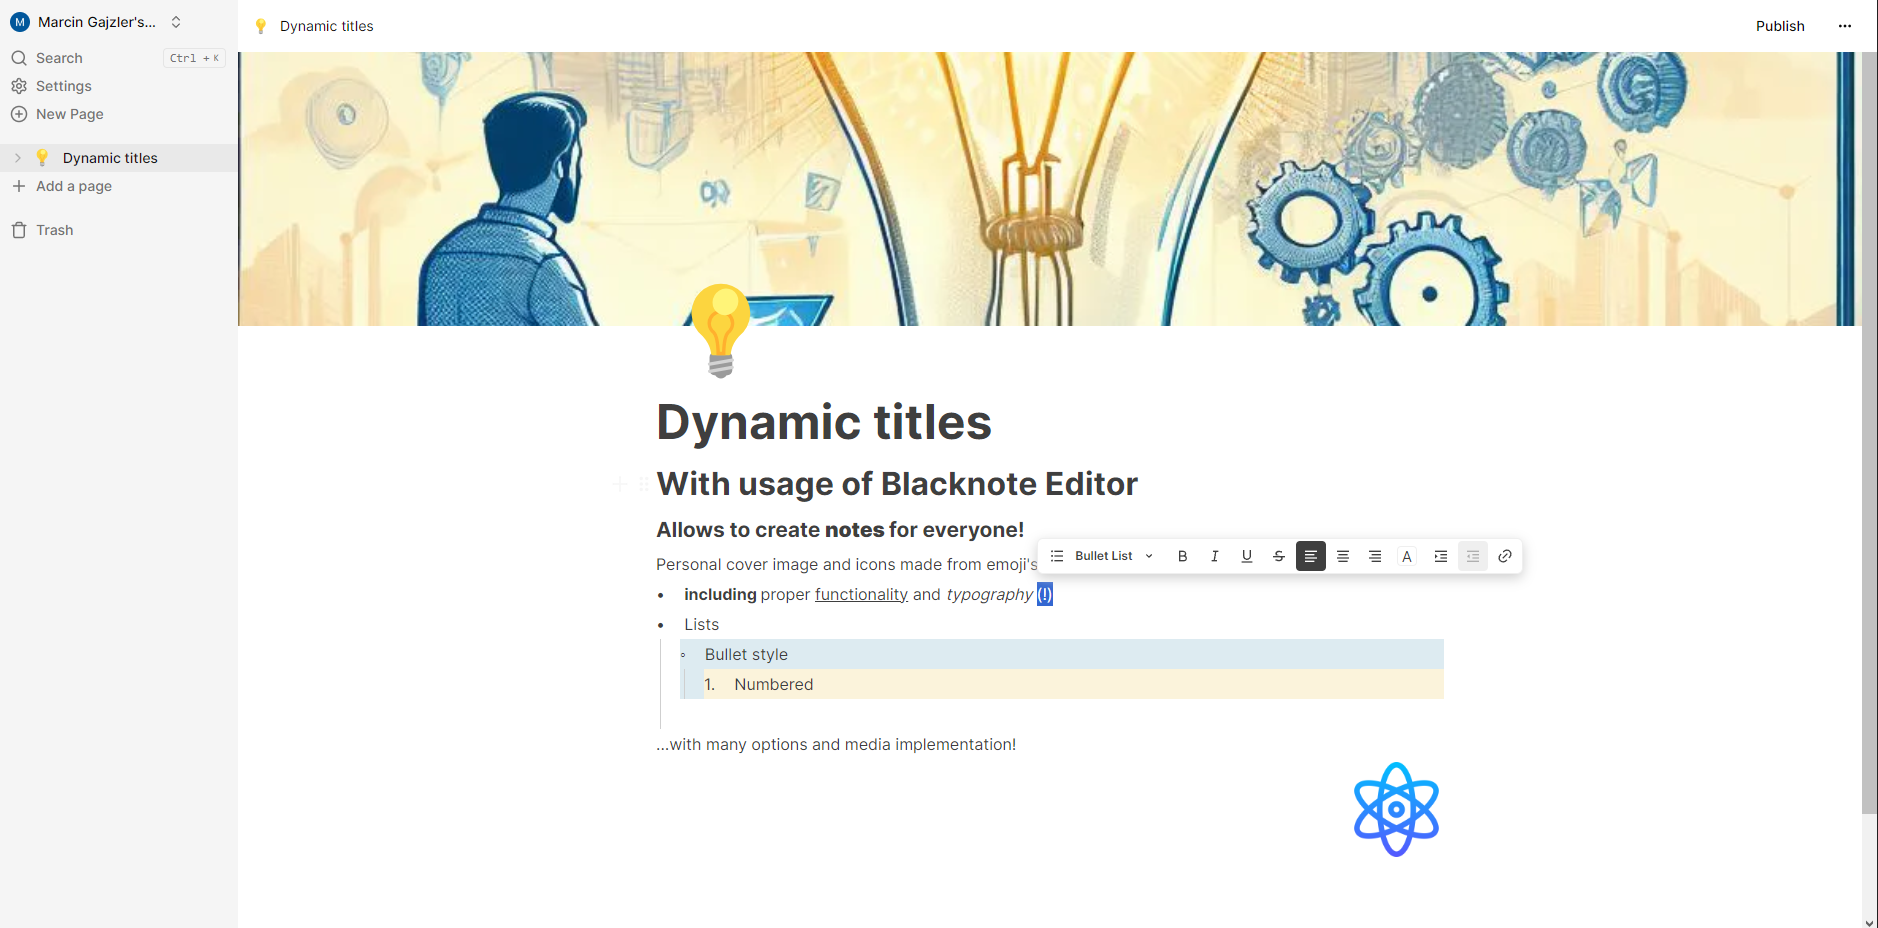 M Marcin Gajzler's...
Search Ctrl + K
Settings
New Page
Dynamic titles
Add a page
Trash
Dynamic titles
Publish
Dynamic titles
With usage of Blacknote Editor
Allows to create notes for everyone!
Bullet List B I U S A
Personal cover image and icons made from emoji's
• including proper functionality and typography (!)
• Lists
◦ Bullet style
1. Numbered
...with many options and media implementation!